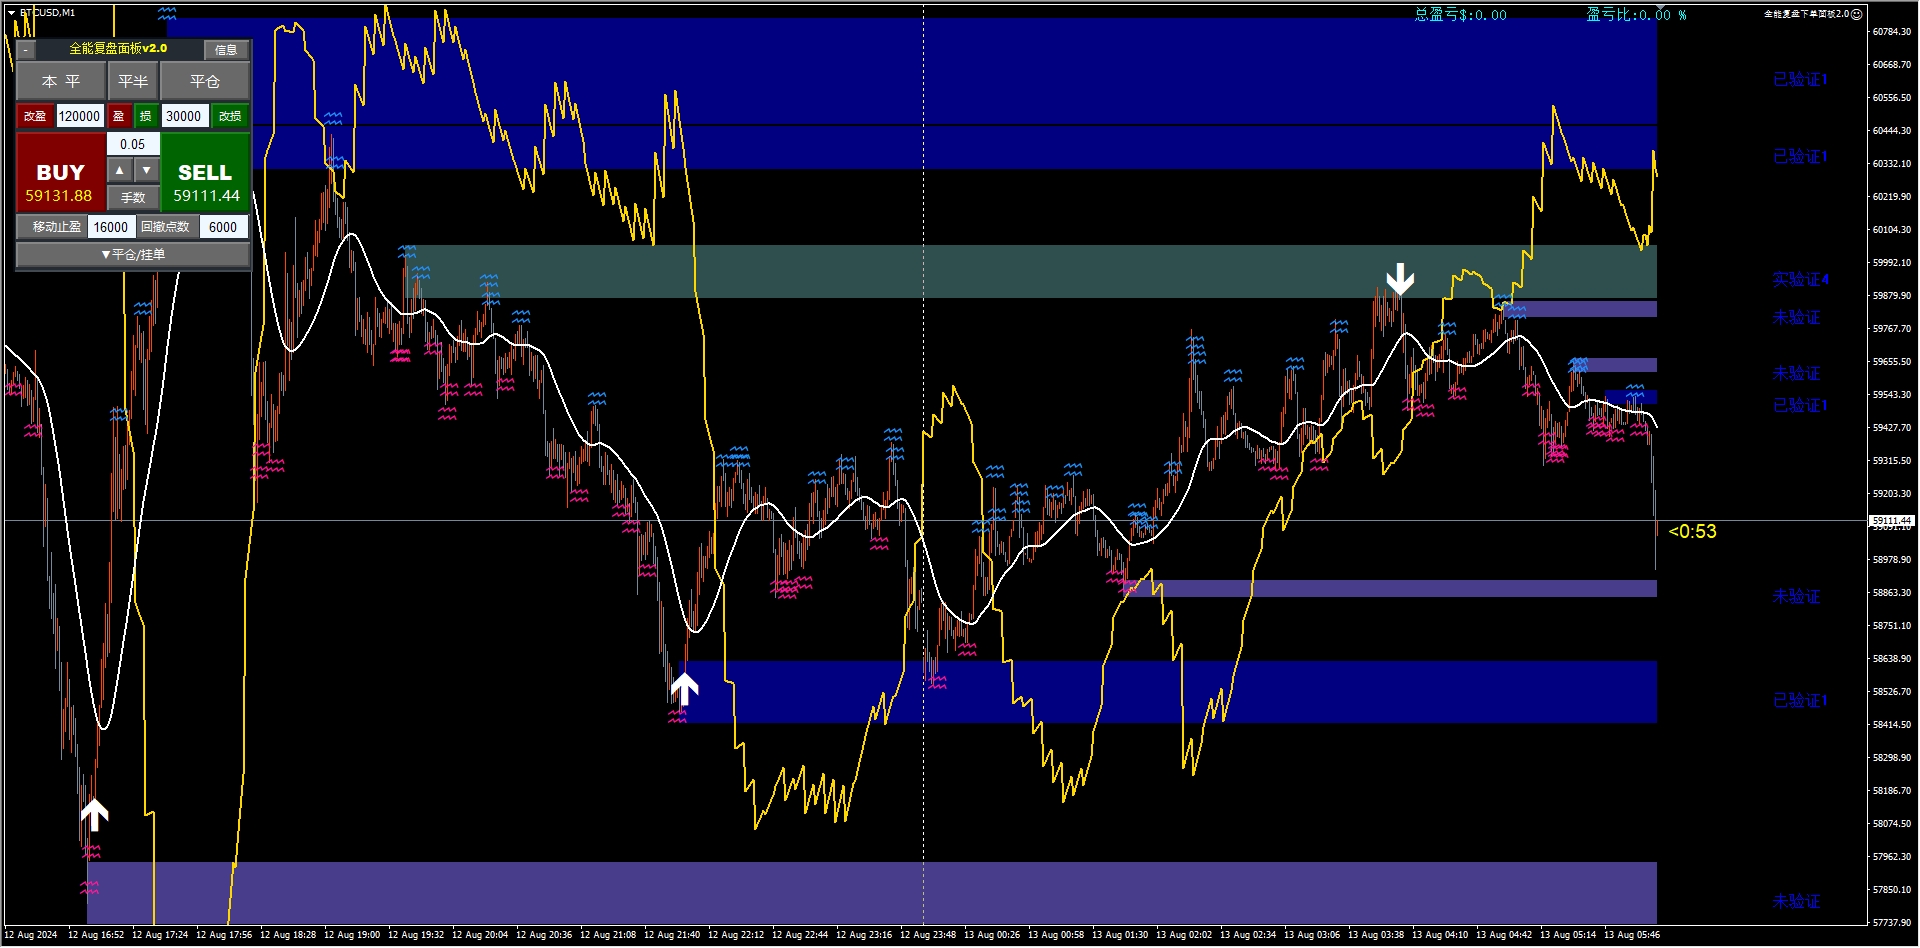 BTCUSD,M1
总盈亏$:0.00 盈亏比:0.00 %
全能复盘下单面板2.0
- 全能复盘面板v2.0 信息
本 平 平半 平仓
改盈 120000 盈 损 30000 改损
0.05
BUY SELL
59131.88 手数 59111.44
移动止盈 16000 回撤点数 6000
▼平仓/挂单
已验证1
已验证1
实验证4
未验证
未验证
已验证1
<0:53
未验证
已验证1
未验证
60784.30
60668.70
60556.50
60444.30
60332.10
60219.90
60104.30
59992.10
59879.90
59767.70
59655.50
59543.30
59427.70
59315.50
59203.30
59111.44
59091.10
58978.90
58863.30
58751.10
58638.90
58526.70
58414.50
58298.90
58186.70
58074.50
57962.30
57850.10
57737.90
12 Aug 2024 12 Aug 16:52 12 Aug 17:24 12 Aug 17:56 12 Aug 18:28 12 Aug 19:00 12 Aug 19:32 12 Aug 20:04 12 Aug 20:36 12 Aug 21:08 12 Aug 21:40 12 Aug 22:12 12 Aug 22:44 12 Aug 23:16 12 Aug 23:48 13 Aug 00:26 13 Aug 00:58 13 Aug 01:30 13 Aug 02:02 13 Aug 02:34 13 Aug 03:06 13 Aug 03:38 13 Aug 04:10 13 Aug 04:42 13 Aug 05:14 13 Aug 05:46